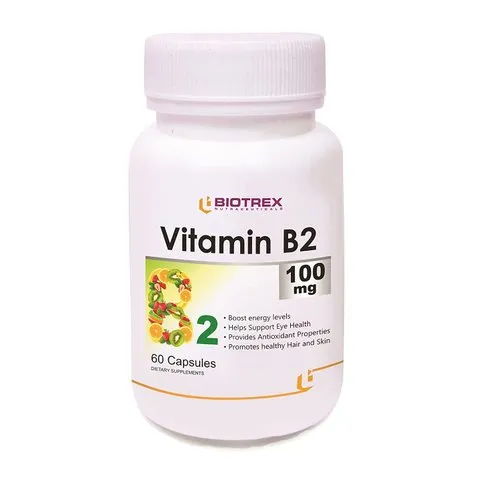 BIOTREX
NUTRACEUTICALS
Vitamin B2
100
mg
B2
• Boost energy levels
• Helps Support Eye Health
• Provides Antioxidant Properties
• Promotes healthy Hair and Skin
60 Capsules
DIETARY SUPPLEMENTS